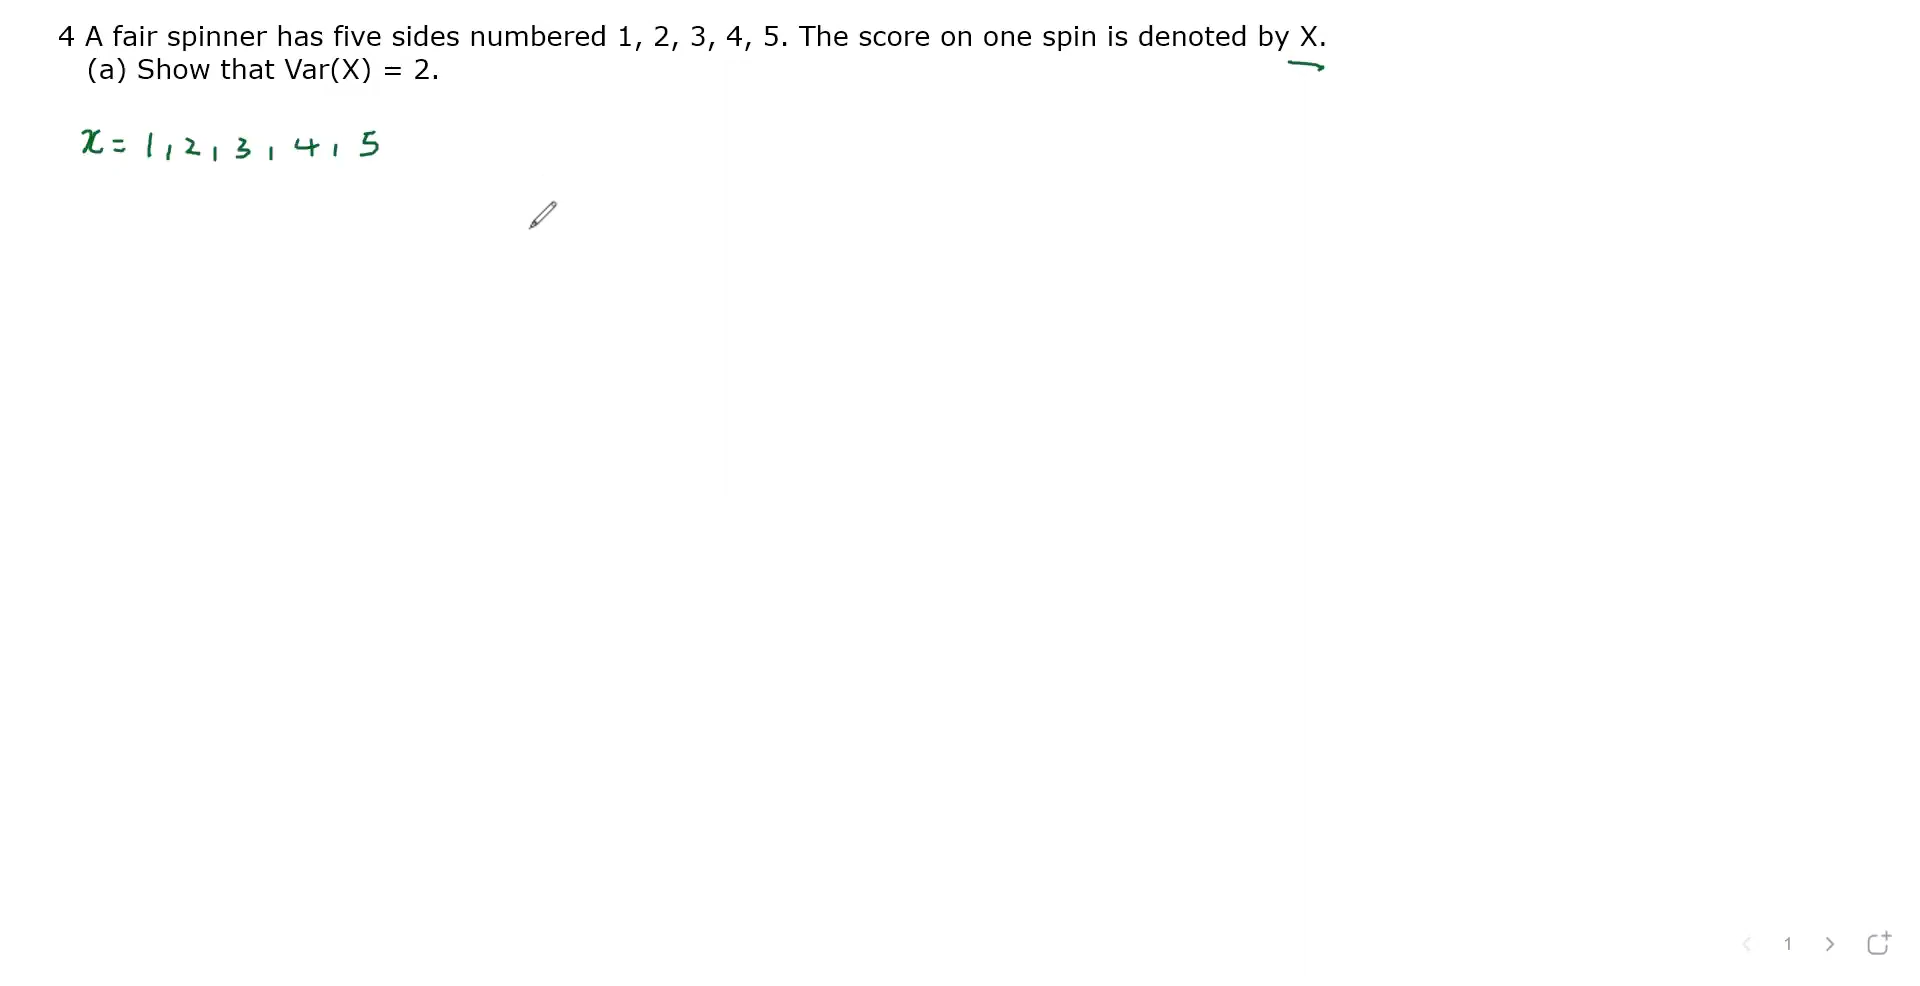 4 A fair spinner has five sides numbered 1, 2, 3, 4, 5. The score on one spin is denoted by X.
(a) Show that Var(X) = 2.
x = 1, 2, 3, 4, 5
1